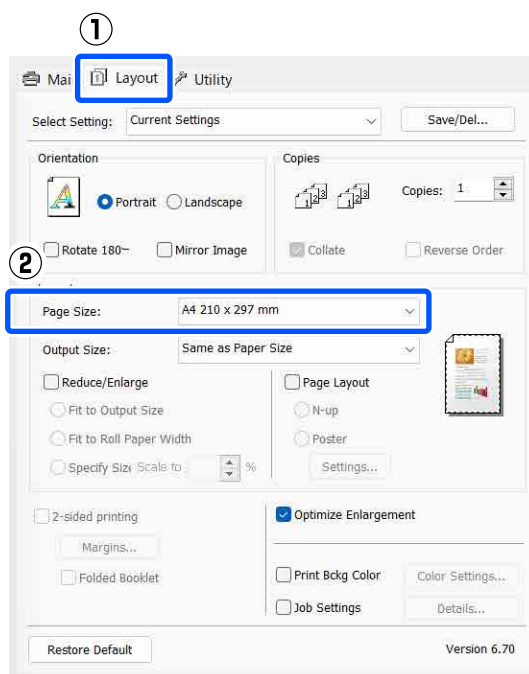 ①
Mai Layout Utility
Select Setting: Current Settings Save/Del...
Orientation Copies
Portrait Landscape Copies: 1
Rotate 180 Mirror Image Collate Reverse Order
②
Page Size: A4 210 x 297 mm
Output Size: Same as Paper Size
Reduce/Enlarge Page Layout
Fit to Output Size N-up
Fit to Roll Paper Width Poster
Specify Siz Scale to % Settings...
2-sided printing Optimize Enlargement
Margins...
Folded Booklet Print Bckg Color Color Settings...
Job Settings Details...
Restore Default Version 6.70